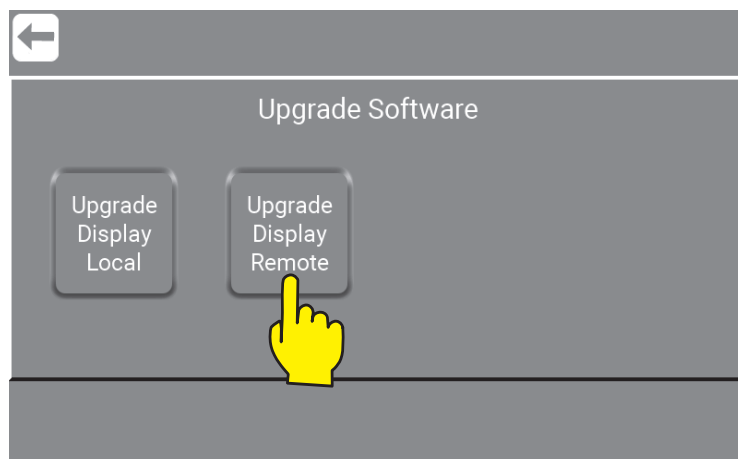 Upgrade Software
Upgrade
Display
Local
Upgrade
Display
Remote